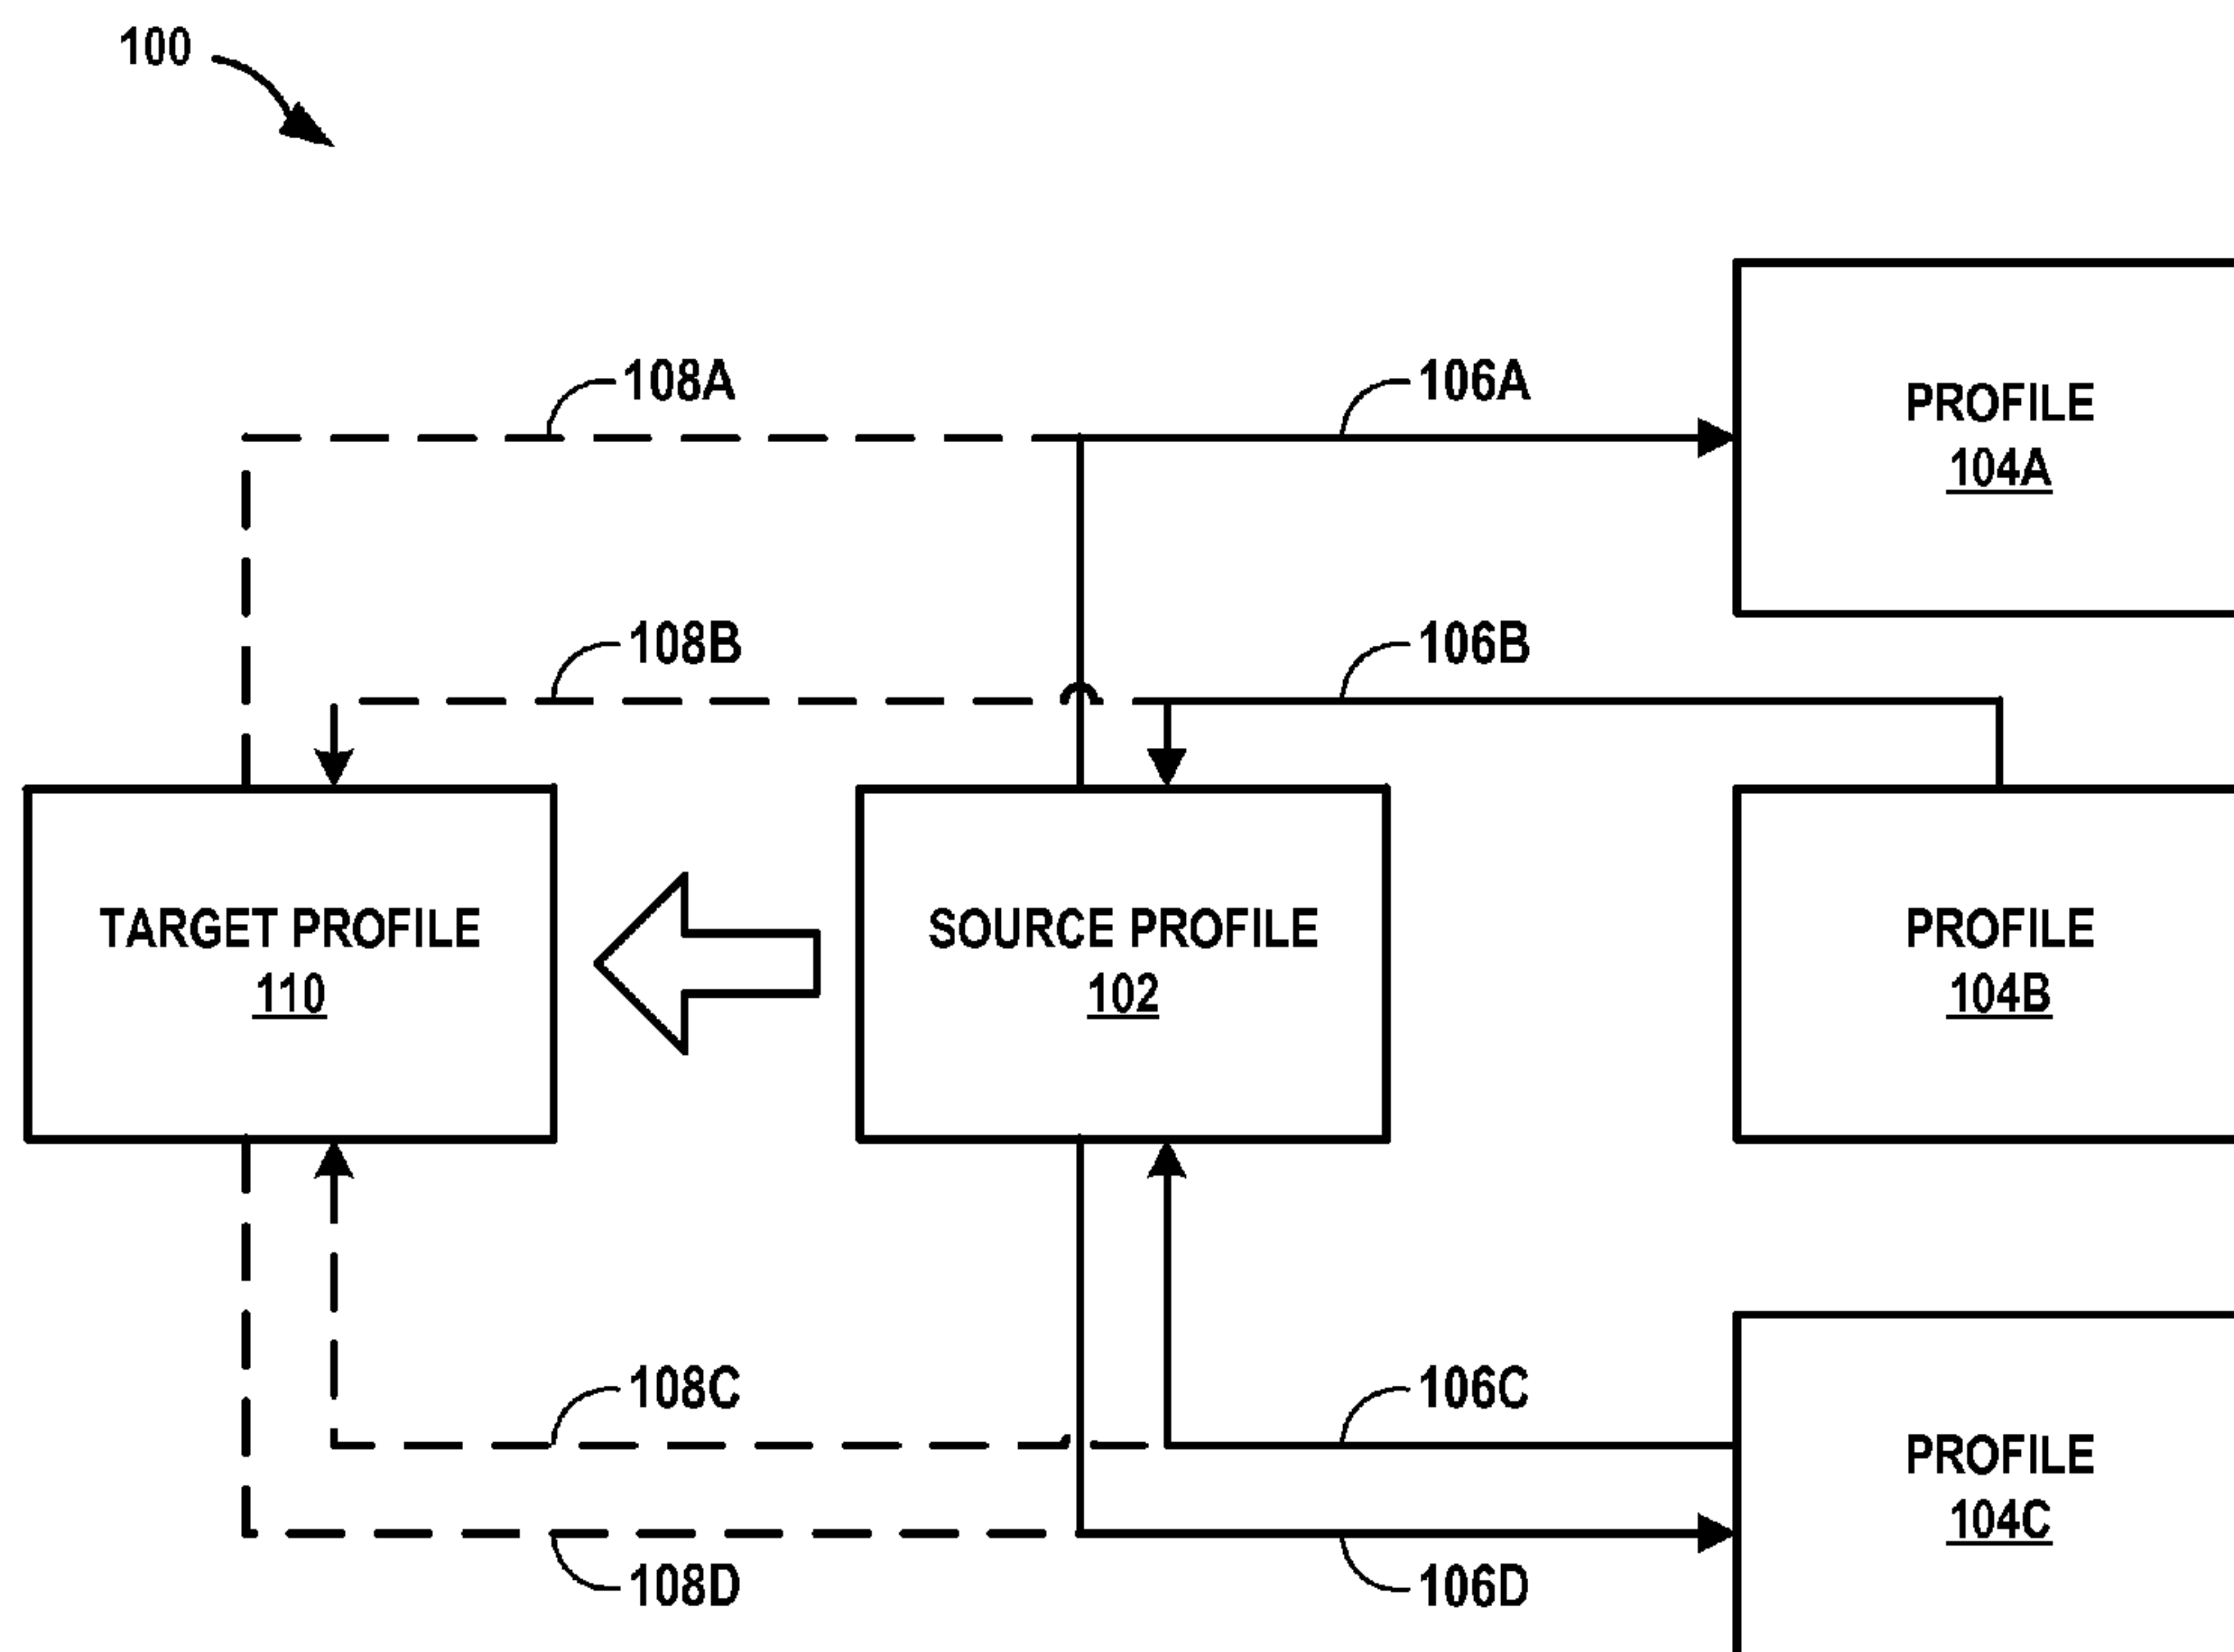 100
108A
106A
PROFILE
104A
108B
106B
TARGET PROFILE
110
SOURCE PROFILE
102
PROFILE
104B
108C
106C
PROFILE
104C
108D
106D